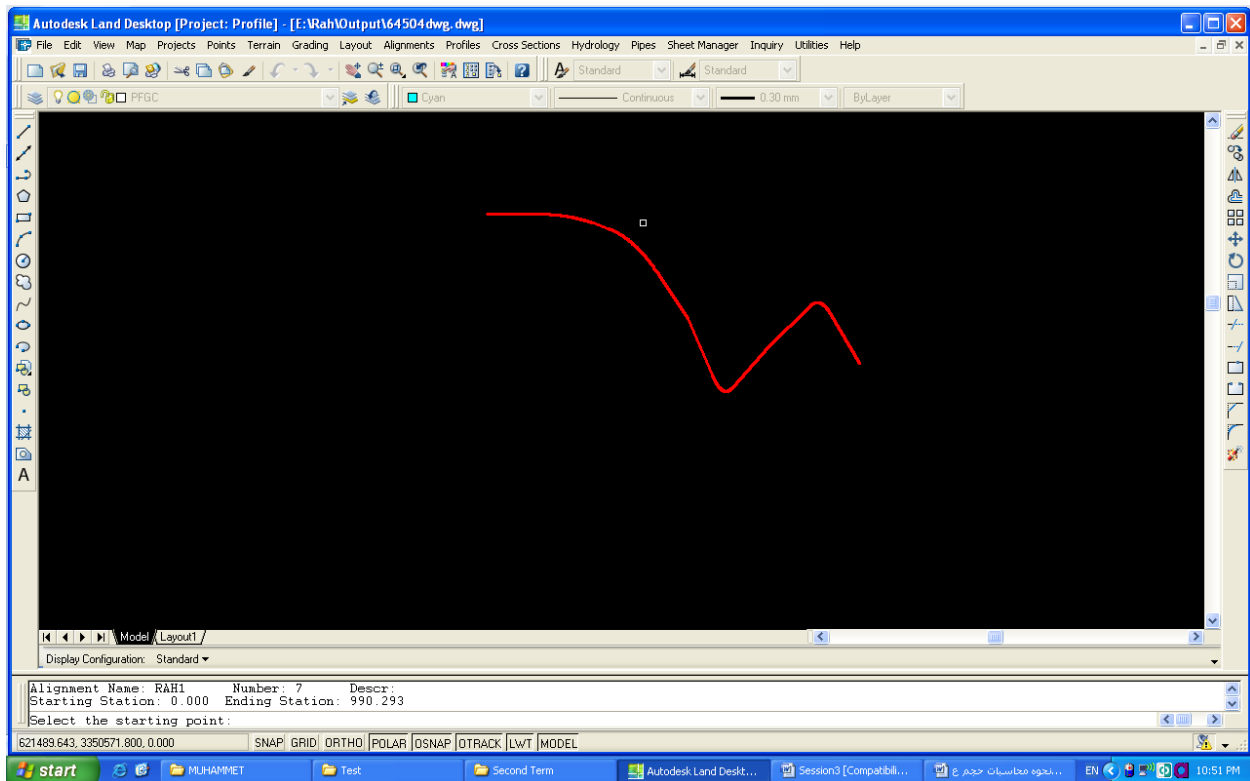 Autodesk Land Desktop [Project: Profile] - [E:\Rah\Output\64504dwg.dwg]
File Edit View Map Projects Points Terrain Grading Layout Alignments Profiles Cross Sections Hydrology Pipes Sheet Manager Inquiry Utilities Help
Standard Standard
PFGC Cyan Continuous 0.30 mm ByLayer
A
Model Layout1
Display Configuration: Standard
Alignment Name: RAH1 Number: 7 Descr:
Starting Station: 0.000 Ending Station: 990.293
Select the starting point:
621489.643, 3350571.800, 0.000 SNAP GRID ORTHO POLAR OSNAP OTRACK LWT MODEL
start MUHAMMET Test Second Term Autodesk Land Deskt... Session3 [Compatibili... نحوه محاسبات حجم ع... EN 10:51 PM